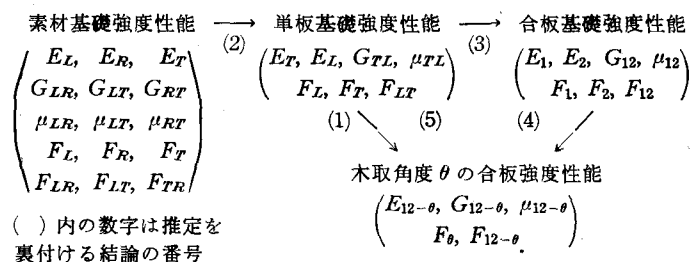 素材基礎強度性能 ⟶ 単板基礎強度性能 ⟶ 合板基礎強度性能
(2) (3)
E_L, E_R, E_T
G_LR, G_LT, G_RT
μ_LR, μ_LT, μ_RT
F_L, F_R, F_T
F_LR, F_LT, F_TR
E_T, E_L, G_TL, μ_TL
F_L, F_T, F_LT
E_1, E_2, G_12, μ_12
F_1, F_2, F_12
(1) (5) (4)
木取角度θの合板強度性能
E_12-θ, G_12-θ, μ_12-θ
F_θ, F_12-θ.
( )内の数字は推定を
裏付ける結論の番号